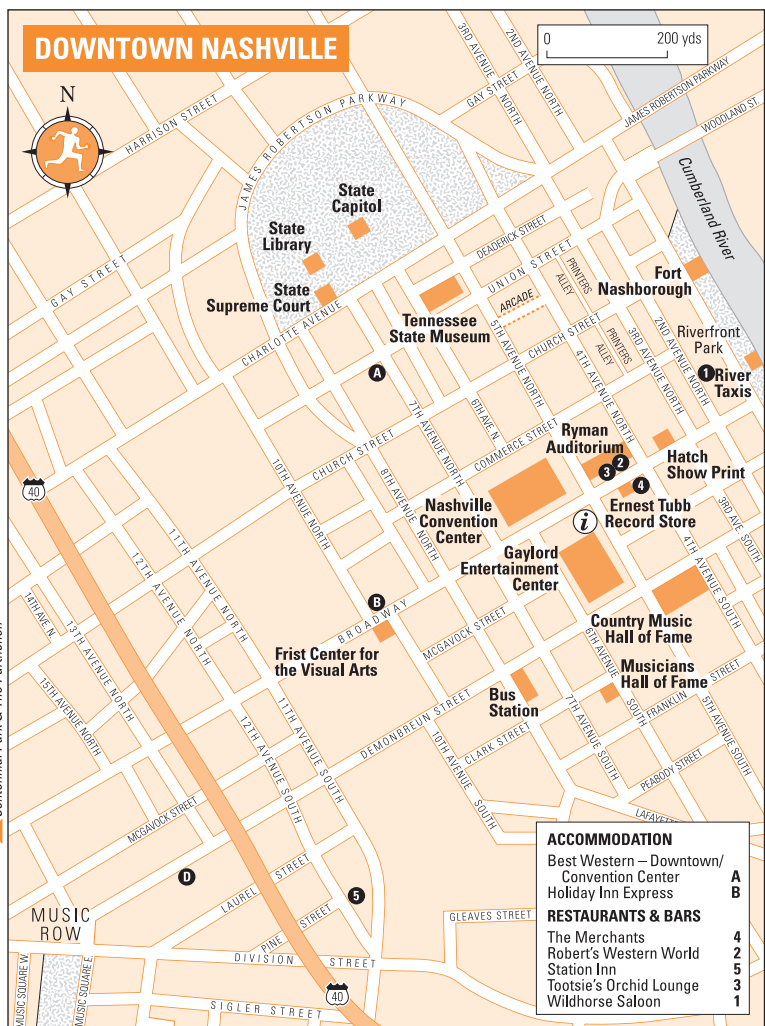 DOWNTOWN NASHVILLE
0 200 yds
N
HARRISON STREET
JAMES ROBERTSON PARKWAY
3RD AVENUE NORTH
2ND AVENUE NORTH
GAY STREET
JAMES ROBERTSON PARKWAY
WOODLAND ST.
Cumberland River
State
Capitol
State
Library
State
Supreme Court
GAY STREET
CHARLOTTE AVENUE
DEADERICK STREET
UNION STREET
PRINTERS
ALLEY
ARCADE
Fort
Nashborough
Tennessee
State Museum
5TH AVENUE NORTH
CHURCH STREET
4TH AVENUE NORTH
PRINTERS
ALLEY
3RD AVENUE NORTH
2ND AVENUE NORTH
Riverfront
Park
1
River
Taxis
A
7TH AVENUE NORTH
6TH AVE. N.
COMMERCE STREET
CHURCH STREET
8TH AVENUE NORTH
10TH AVENUE NORTH
Ryman
Auditorium
2
3
Hatch
Show Print
4
Ernest Tubb
Record Store
Nashville
Convention
Center
i
Gaylord
Entertainment
Center
3RD AVE. SOUTH
4TH AVENUE SOUTH
40
11TH AVENUE NORTH
12TH AVENUE NORTH
14TH AVE. N.
13TH AVENUE NORTH
15TH AVENUE NORTH
B
BROADWAY
Frist Center for
the Visual Arts
MCGAVOCK STREET
Country Music
Hall of Fame
Musicians
Hall of Fame
6TH AVENUE SOUTH
FRANKLIN STREET
5TH AVENUE SOUTH
Bus
Station
7TH AVENUE SOUTH
DEMONBREUN STREET
CLARK STREET
10TH AVENUE SOUTH
PEABODY STREET
11TH AVENUE SOUTH
12TH AVENUE SOUTH
MCGAVOCK STREET
D
LAUREL STREET
5
PINE STREET
MUSIC
ROW
DIVISION STREET
GLEAVES STREET
MUSIC SQUARE W.
MUSIC SQUARE E.
40
SIGLER STREET
ACCOMMODATION
Best Western – Downtown/
Convention Center A
Holiday Inn Express B
RESTAURANTS & BARS
The Merchants 4
Robert's Western World 2
Station Inn 5
Tootsie's Orchid Lounge 3
Wildhorse Saloon 1